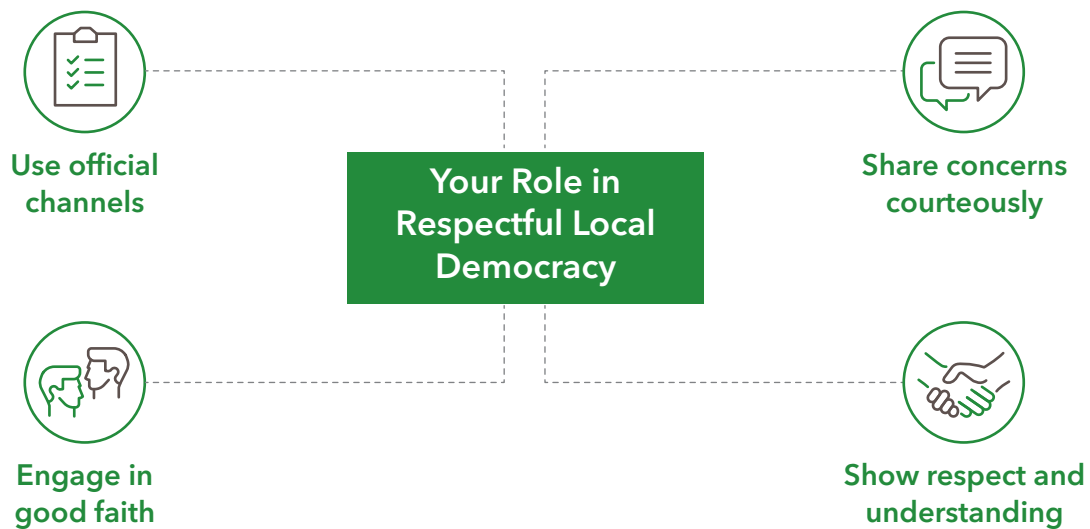 Use official
channels
Your Role in
Respectful Local
Democracy
Share concerns
courteously
Engage in
good faith
Show respect and
understanding